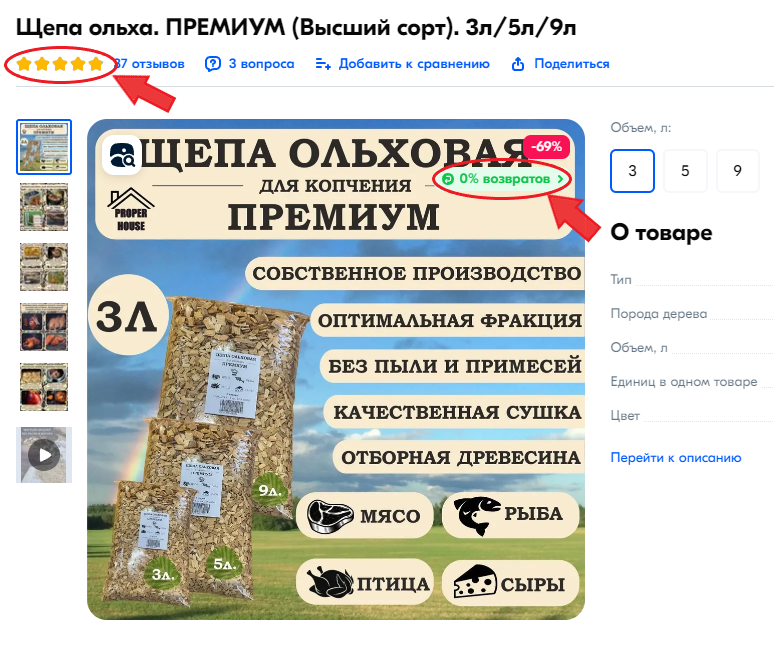 Щепа ольха. ПРЕМИУМ (Высший сорт). 3л/5л/9л
37 отзывов
3 вопроса
Добавить к сравнению
Поделиться
ЩЕПА ОЛЬХОВАЯ
-69%
ДЛЯ КОПЧЕНИЯ
0% возвратов
ПРЕМИУМ
PROPER
HOUSE
СОБСТВЕННОЕ ПРОИЗВОДСТВО
3Л
ОПТИМАЛЬНАЯ ФРАКЦИЯ
БЕЗ ПЫЛИ И ПРИМЕСЕЙ
КАЧЕСТВЕННАЯ СУШКА
ОТБОРНАЯ ДРЕВЕСИНА
ЩЕПА ОЛЬХОВАЯ
ПРЕМИУМ
9л.
5л.
3л.
МЯСО
РЫБА
ПТИЦА
СЫРЫ
Объем, л:
3
5
9
О товаре
Тип
Порода дерева
Объем, л
Единиц в одном товаре
Цвет
Перейти к описанию